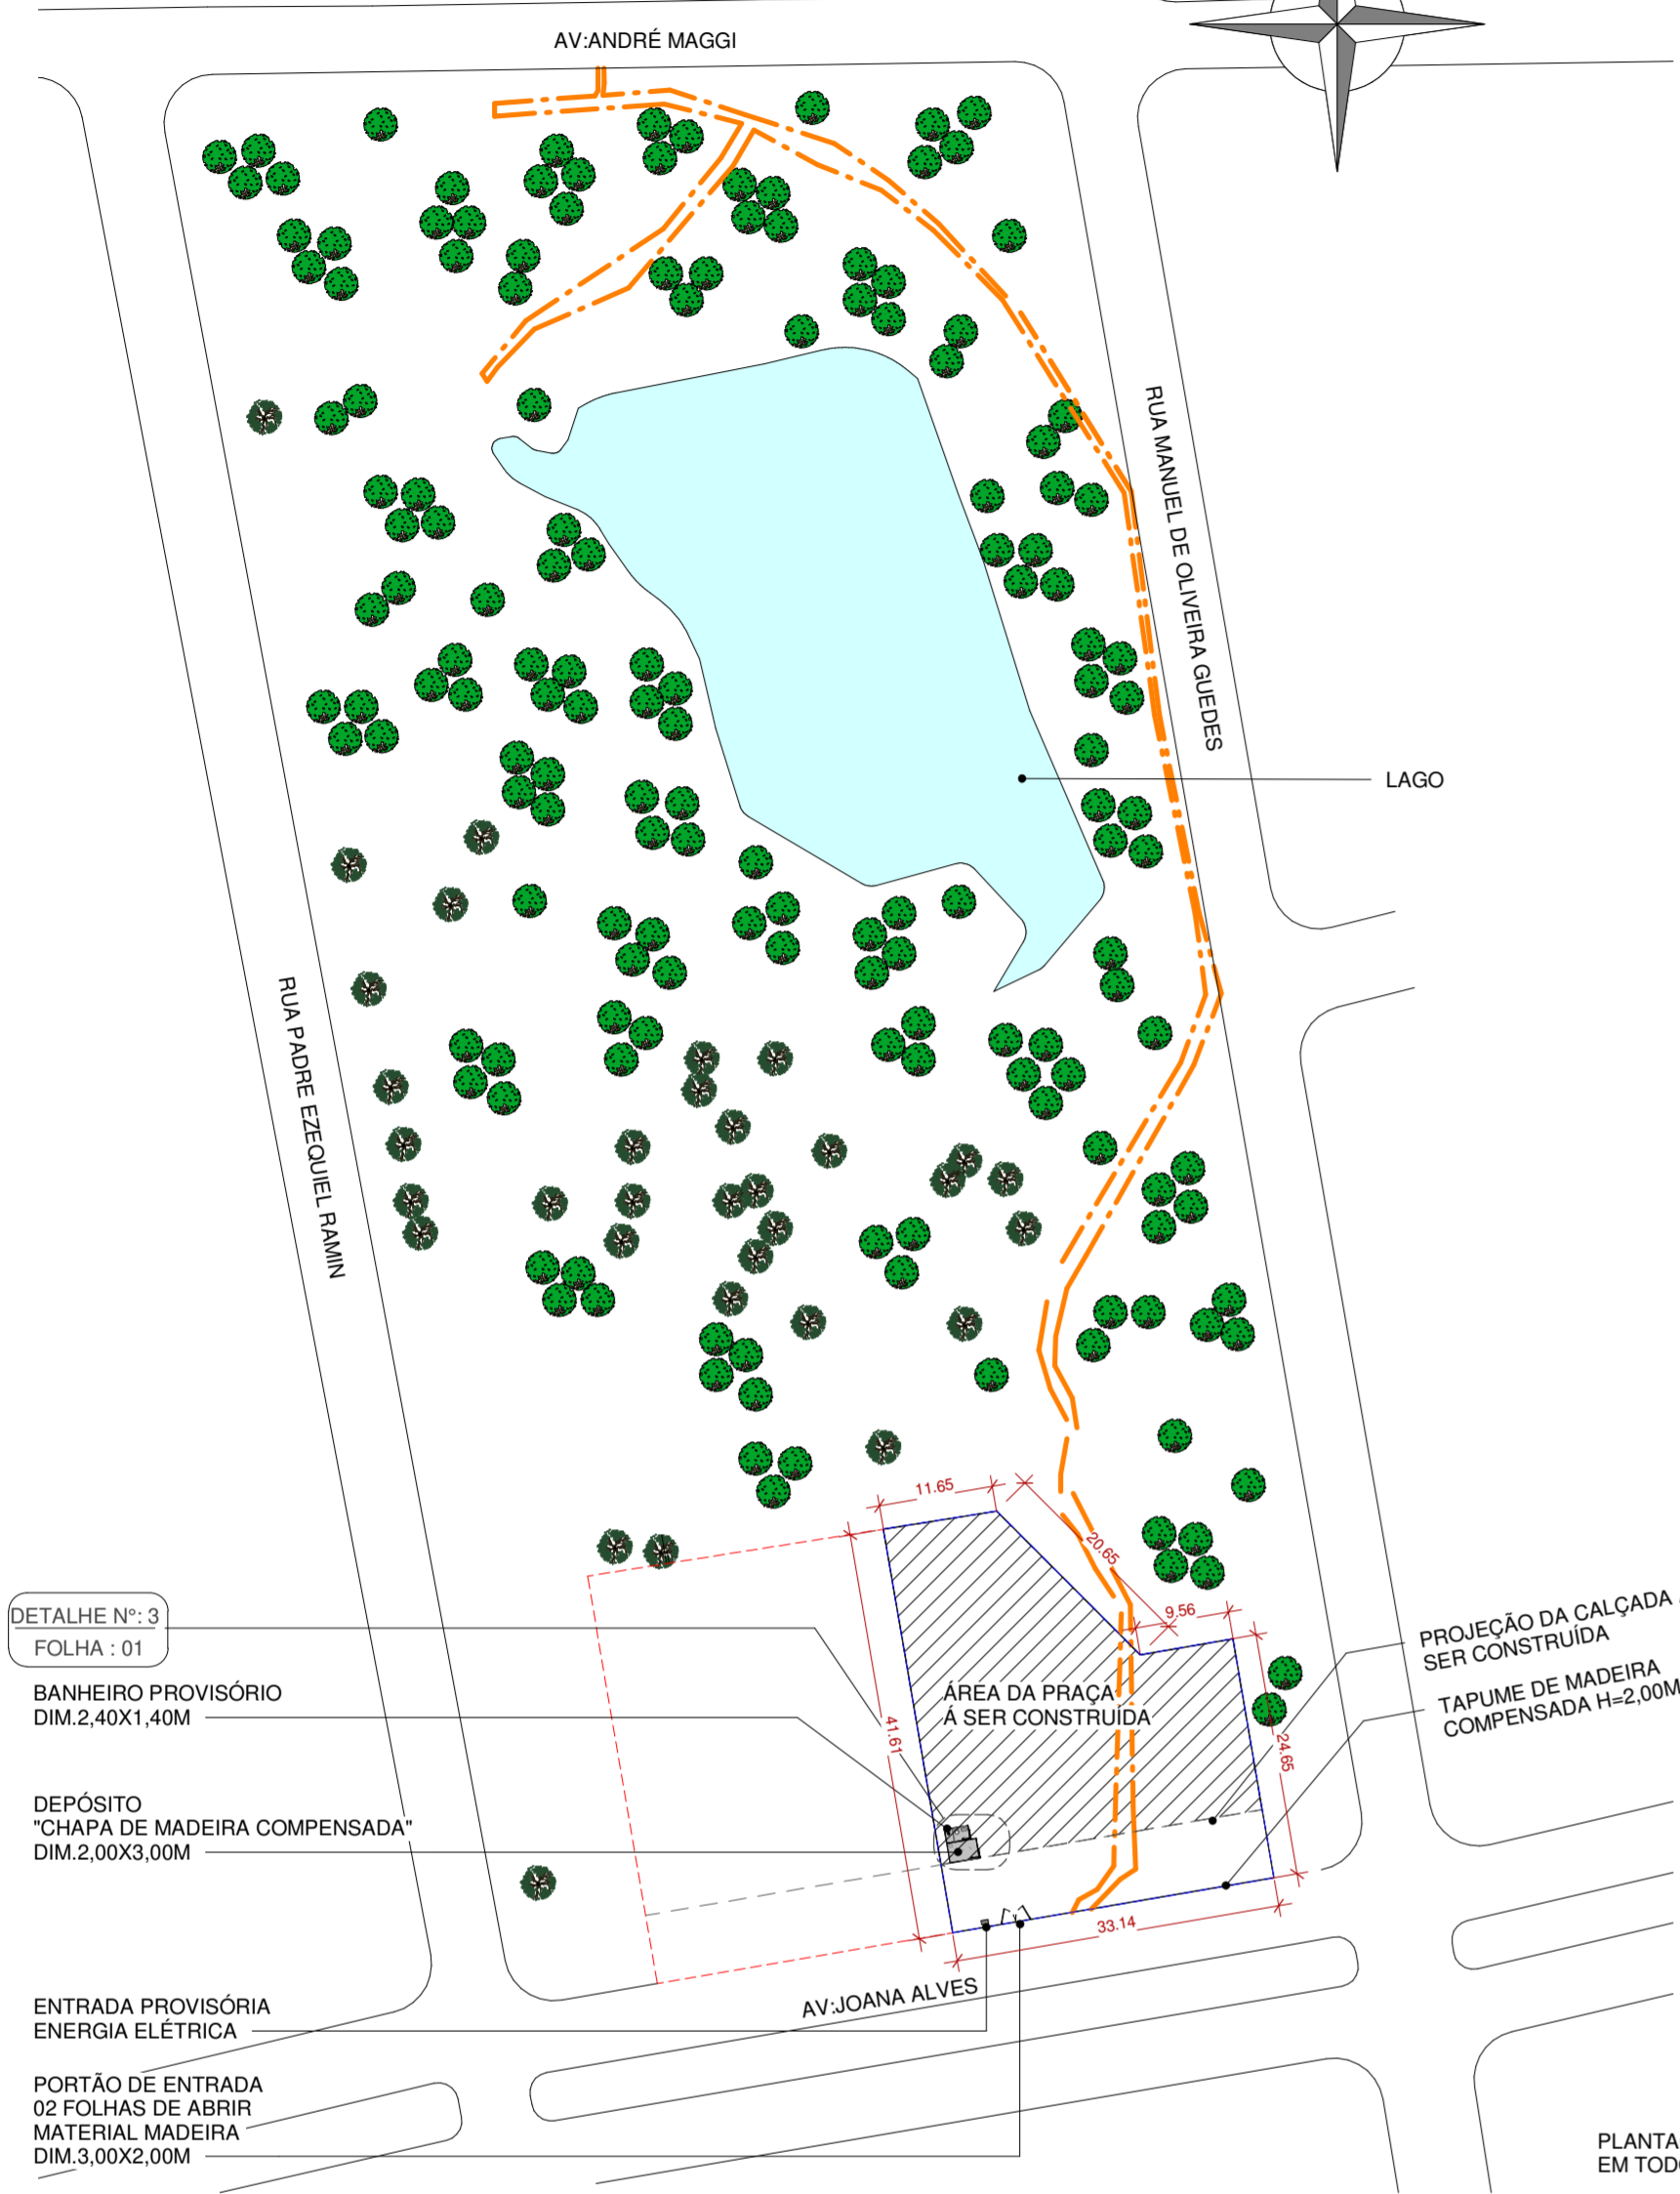 AV:ANDRÉ MAGGI
RUA MANUEL DE OLIVEIRA GUEDES
LAGO
RUA PADRE EZEQUIEL RAMIN
11.65
20.65
9.56
DETALHE N°: 3
FOLHA : 01
PROJEÇÃO DA CALÇADA
SER CONSTRUÍDA
BANHEIRO PROVISÓRIO
DIM.2,40X1,40M
ÁREA DA PRAÇA
Á SER CONSTRUÍDA
TAPUME DE MADEIRA
COMPENSADA H=2,00M
41.61
24.65
DEPÓSITO
"CHAPA DE MADEIRA COMPENSADA"
DIM.2,00X3,00M
33.14
AV:JOANA ALVES
ENTRADA PROVISÓRIA
ENERGIA ELÉTRICA
PORTÃO DE ENTRADA
02 FOLHAS DE ABRIR
MATERIAL MADEIRA
DIM.3,00X2,00M
PLANTA
EM TOD